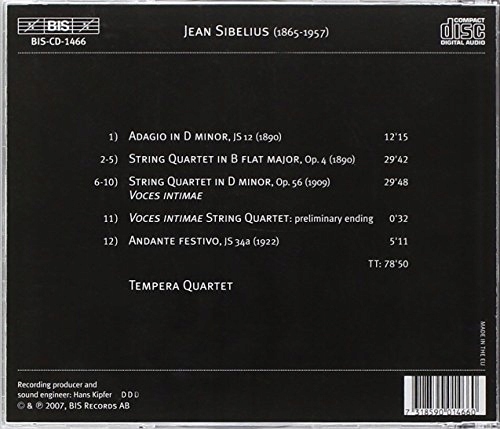 BIS
BIS-CD-1466
JEAN SIBELIUS (1865-1957)
COMPACT
disc
DIGITAL AUDIO
1) ADAGIO IN D MINOR, JS 12 (1890) 12'15
2-5) STRING QUARTET IN B FLAT MAJOR, OP. 4 (1890) 29'42
6-10) STRING QUARTET IN D MINOR, OP. 56 (1909) 29'48
VOCES INTIMAE
11) VOCES INTIMAE STRING QUARTET: preliminary ending 0'32
12) ANDANTE FESTIVO, JS 34a (1922) 5'11
TT: 78'50
TEMPERA QUARTET
MADE IN THE EU
Recording producer and
sound engineer: Hans Kipfer D D D
© & ℗ 2007, BIS RECORDS AB
7 318590 014660